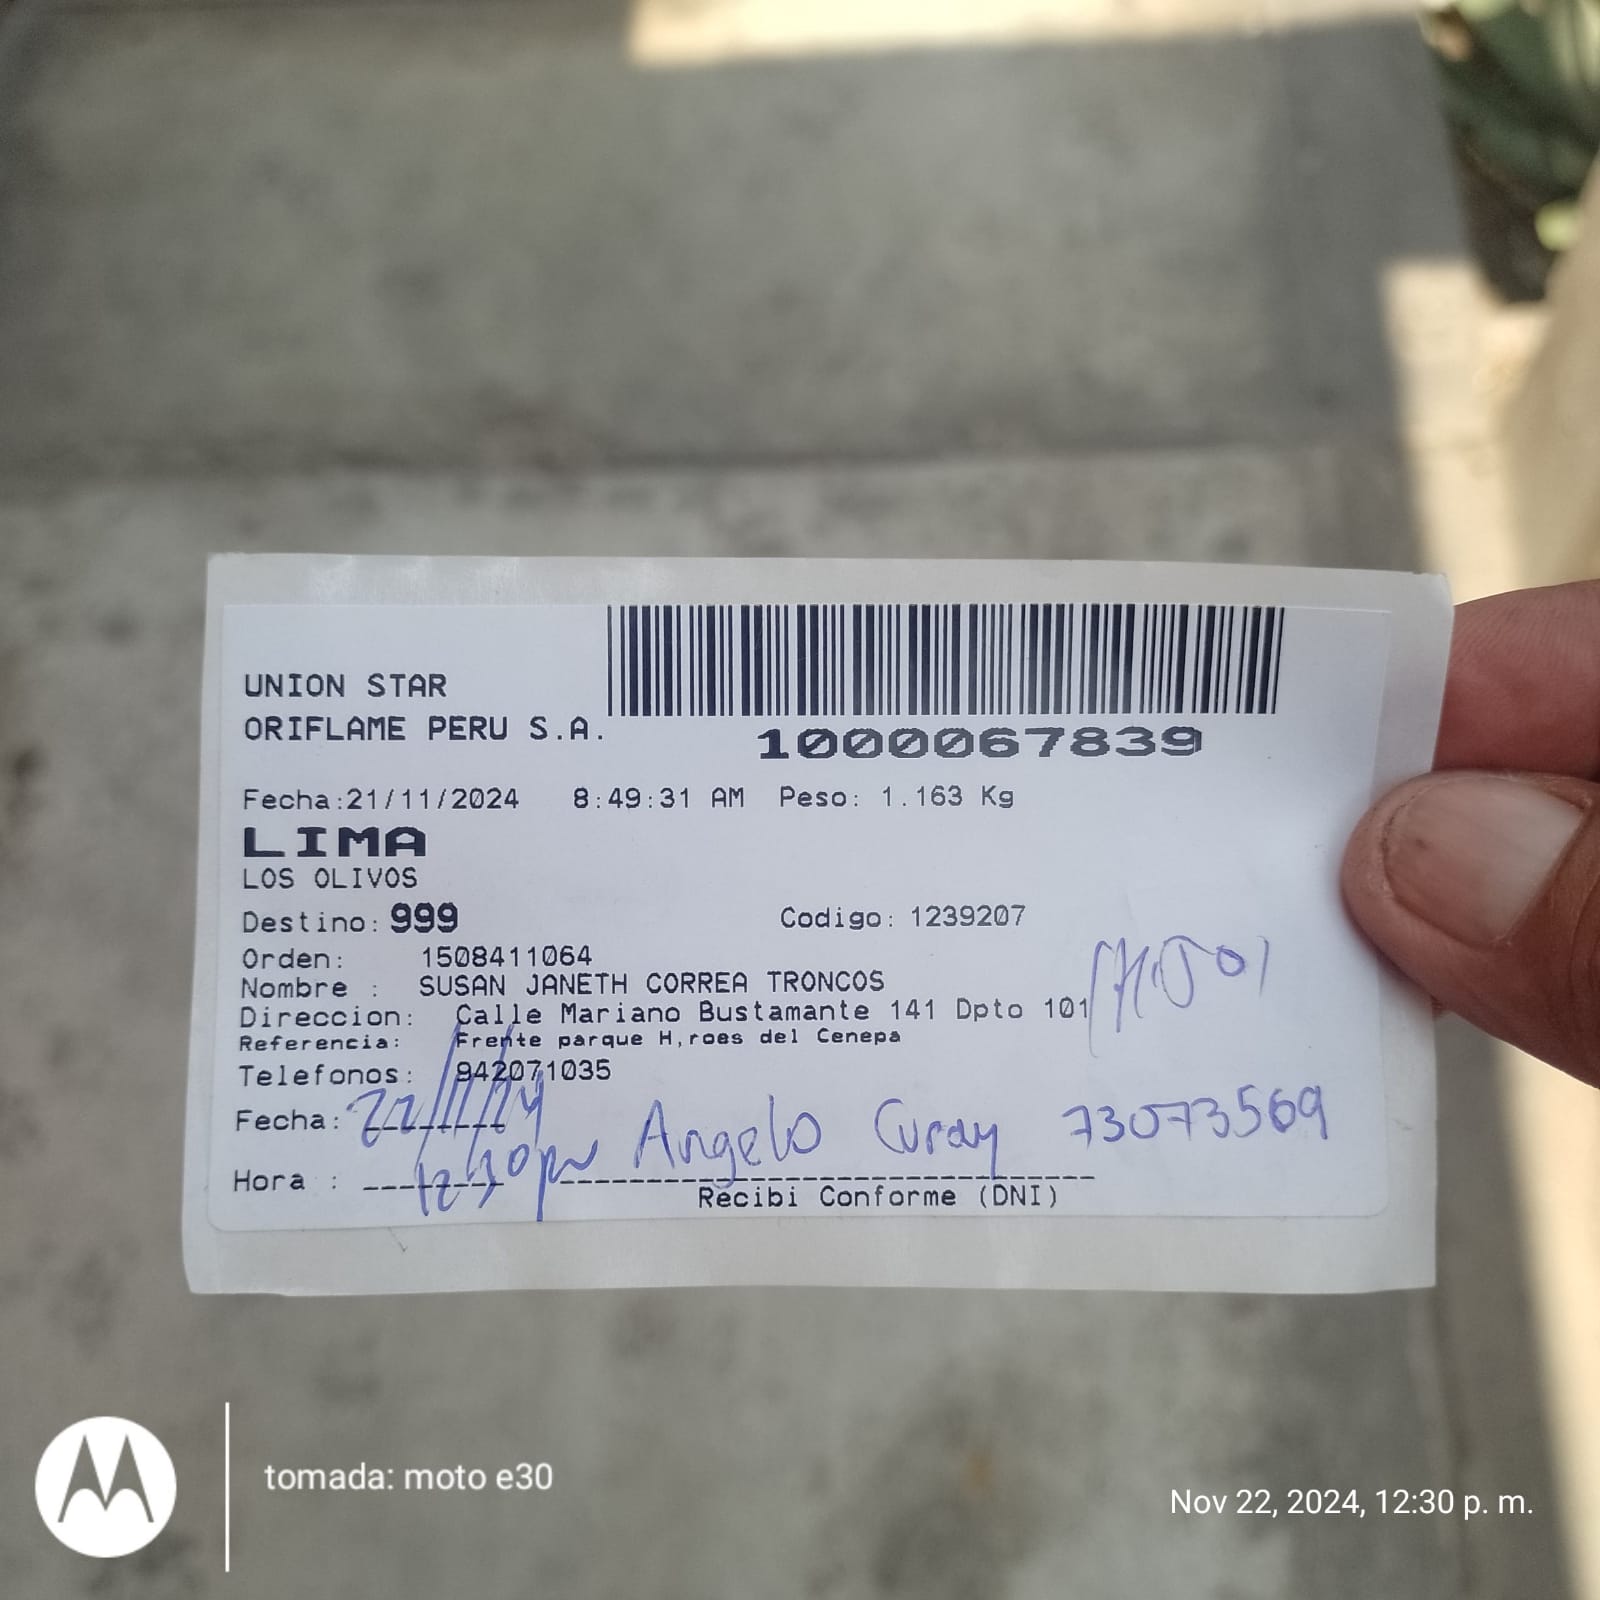 UNION STAR
ORIFLAME PERU S.A.
1000067839
Fecha:21/11/2024 8:49:31 AM Peso: 1.163 Kg
LIMA
LOS OLIVOS
Destino: 999 Codigo: 1239207
Orden: 1508411064
Nombre : SUSAN JANETH CORREA TRONCOS
Direccion: Calle Mariano Bustamante 141 Dpto 101
Referencia: Frente parque H,roes del Cenepa
Telefonos: 942071035
Fecha: 22/11/24
Angelo Curay 73073569
Hora : 12:30pm
Recibi Conforme (DNI)
tomada: moto e30
Nov 22, 2024, 12:30 p. m.